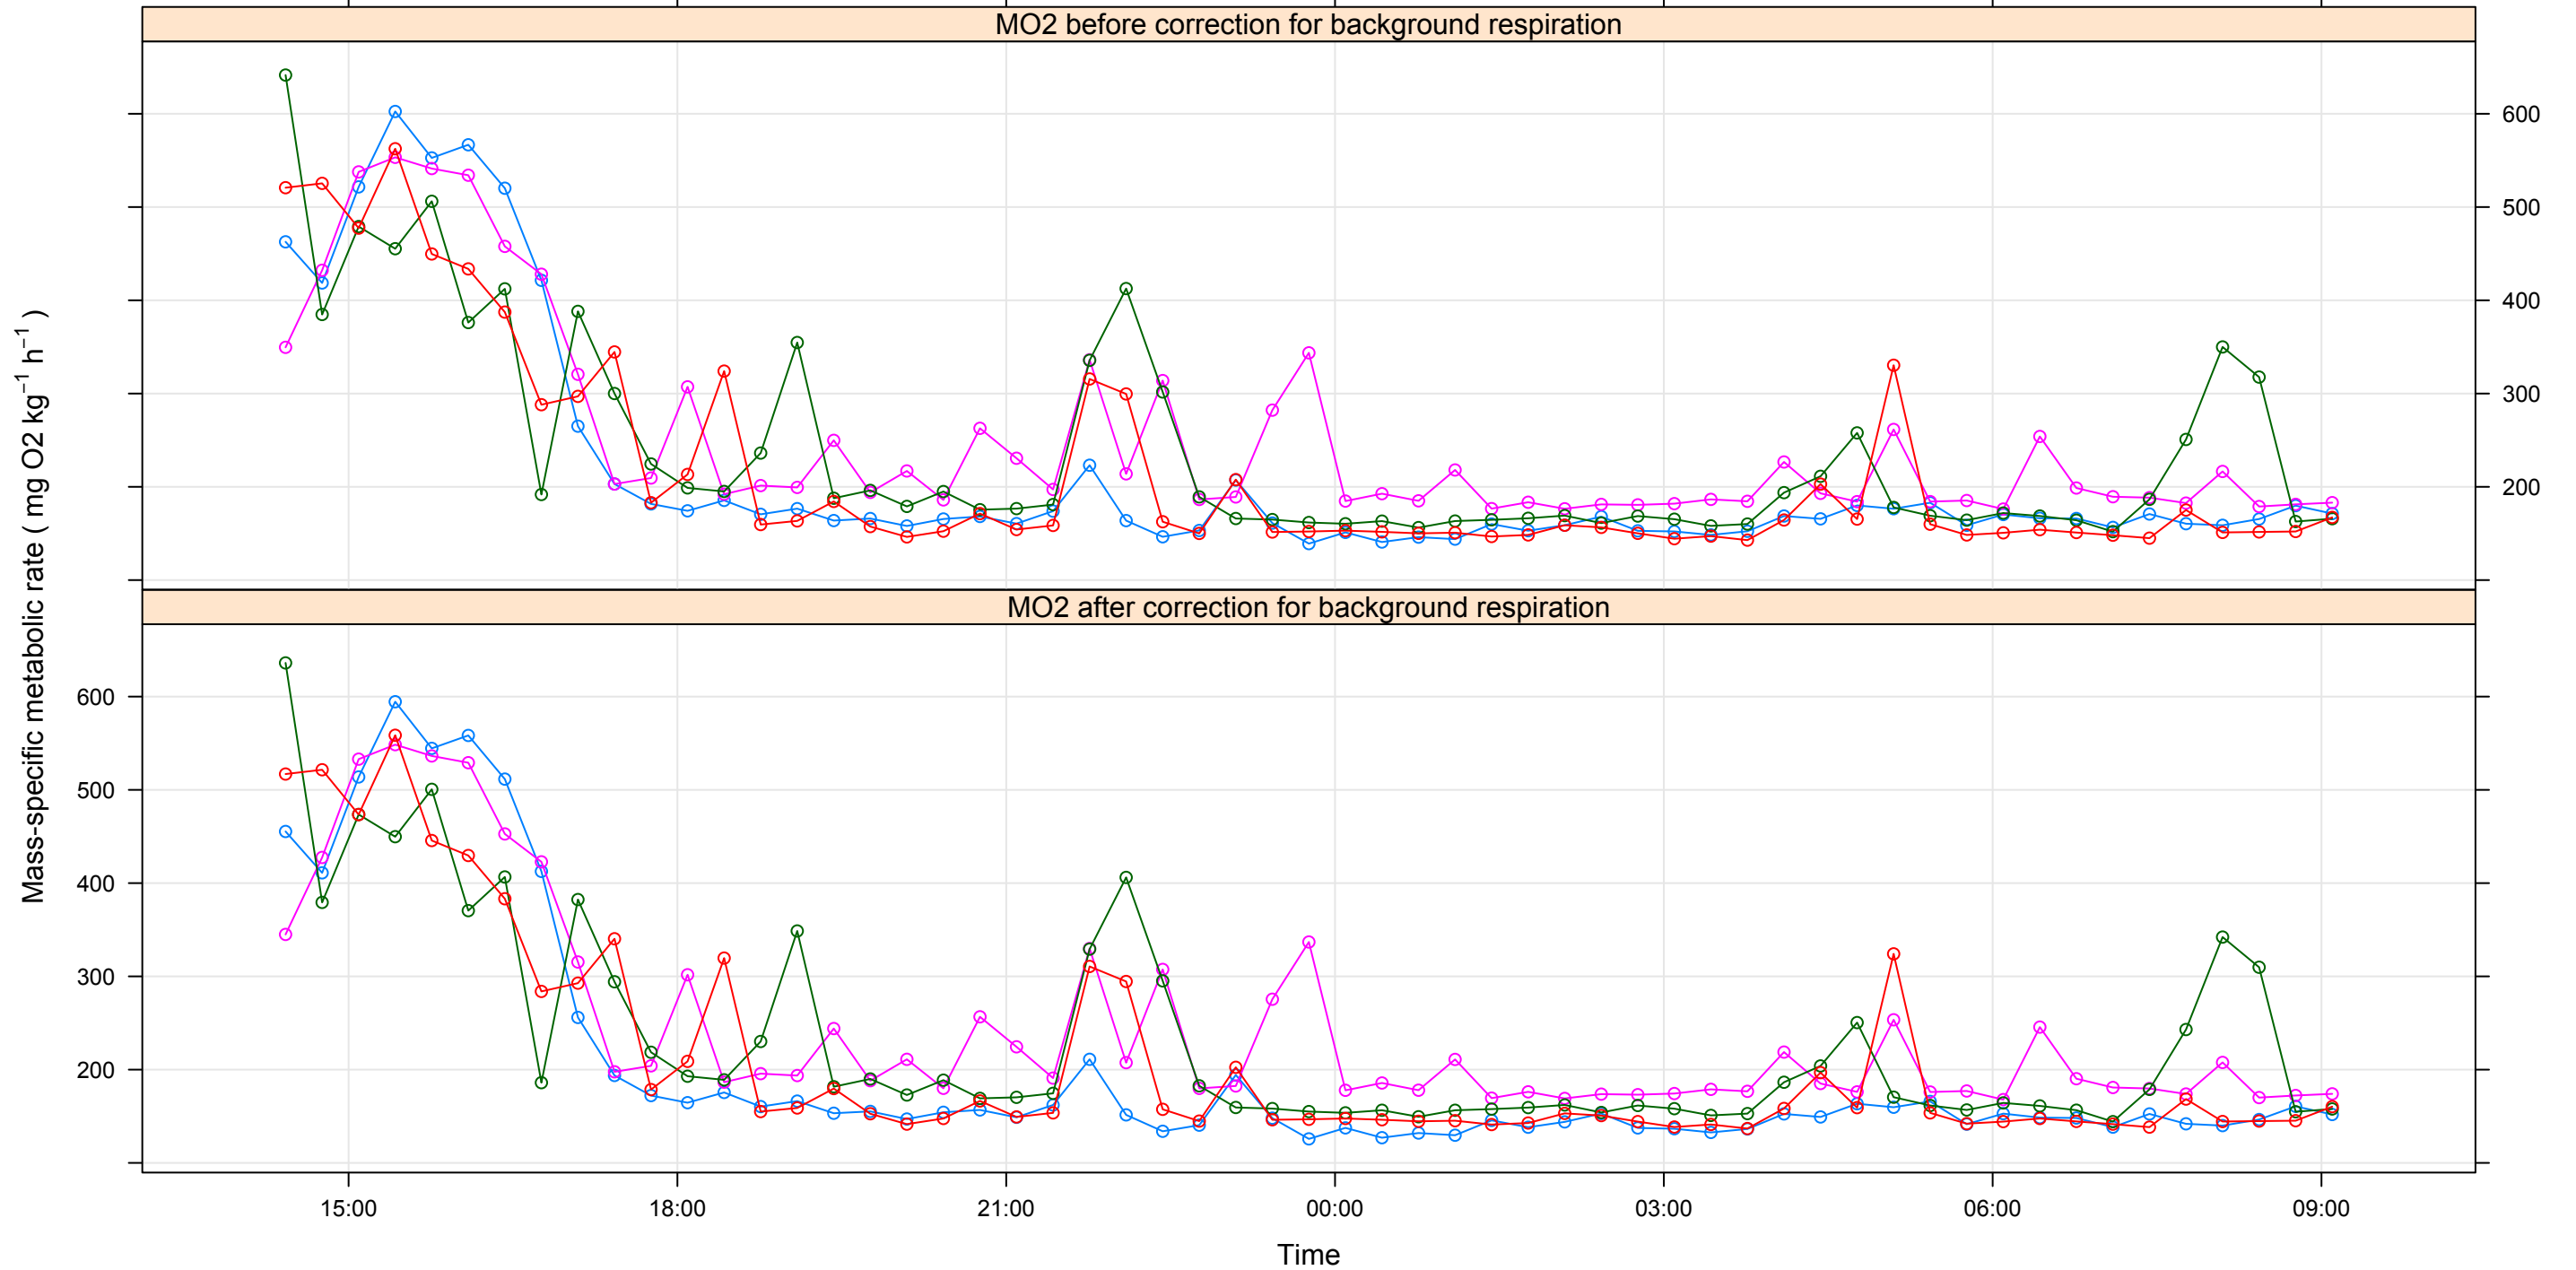 MO2 before correction for background respiration
600
500
400
300
200
MO2 after correction for background respiration
600
500
400
300
200
Mass-specific metabolic rate ( mg O2 kg⁻¹ h⁻¹ )
15:00 18:00 21:00 00:00 03:00 06:00 09:00
Time